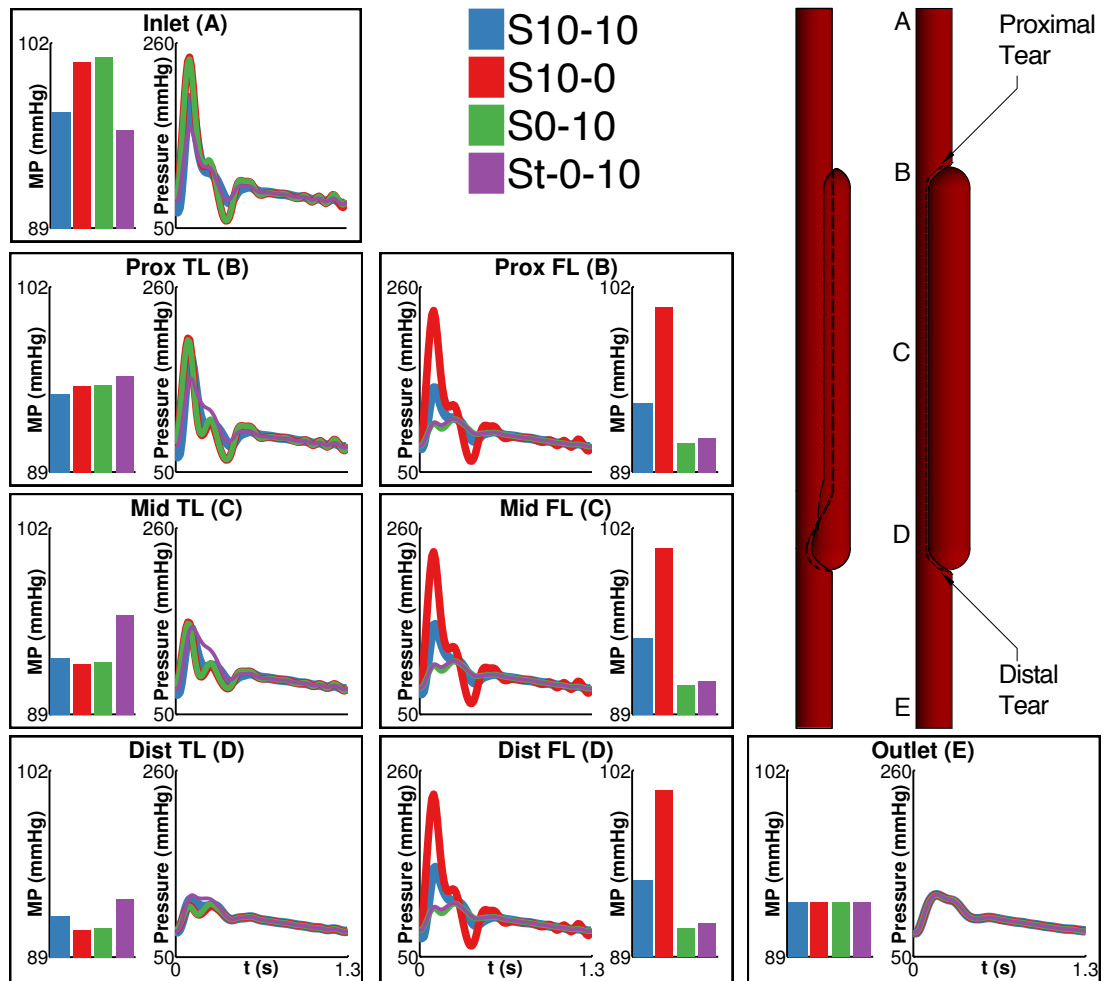 Inlet (A)
102
MP (mmHg)
89
260
Pressure (mmHg)
50
S10-10
S10-0
S0-10
St-0-10
A
Proximal
Tear
B
C
D
E
Distal
Tear
Prox TL (B)
102
MP (mmHg)
89
260
Pressure (mmHg)
50
Prox FL (B)
260
Pressure (mmHg)
50
102
MP (mmHg)
89
Mid TL (C)
102
MP (mmHg)
89
260
Pressure (mmHg)
50
Mid FL (C)
260
Pressure (mmHg)
50
102
MP (mmHg)
89
Dist TL (D)
102
MP (mmHg)
89
260
Pressure (mmHg)
50
0
t (s)
1.3
Dist FL (D)
260
Pressure (mmHg)
50
0
t (s)
1.3
102
MP (mmHg)
89
Outlet (E)
102
MP (mmHg)
89
260
Pressure (mmHg)
50
0
t (s)
1.3